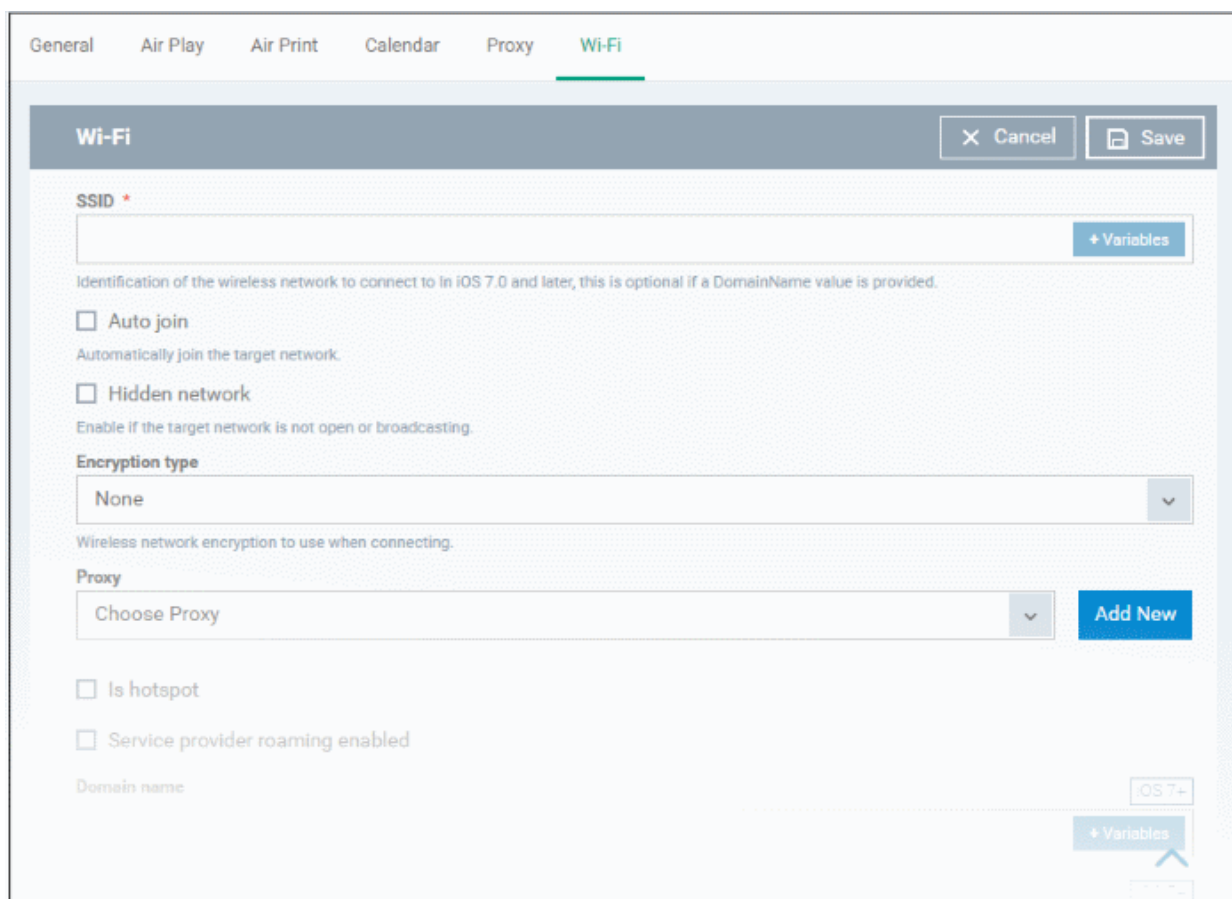 General Air Play Air Print Calendar Proxy Wi-Fi
Wi-Fi Cancel Save
SSID *
+ Variables
Identification of the wireless network to connect to In iOS 7.0 and later, this is optional if a DomainName value is provided.
Auto join
Automatically join the target network.
Hidden network
Enable if the target network is not open or broadcasting.
Encryption type
None
Wireless network encryption to use when connecting.
Proxy
Choose Proxy Add New
Is hotspot
Service provider roaming enabled
Domain name iOS 7+
+ Variables